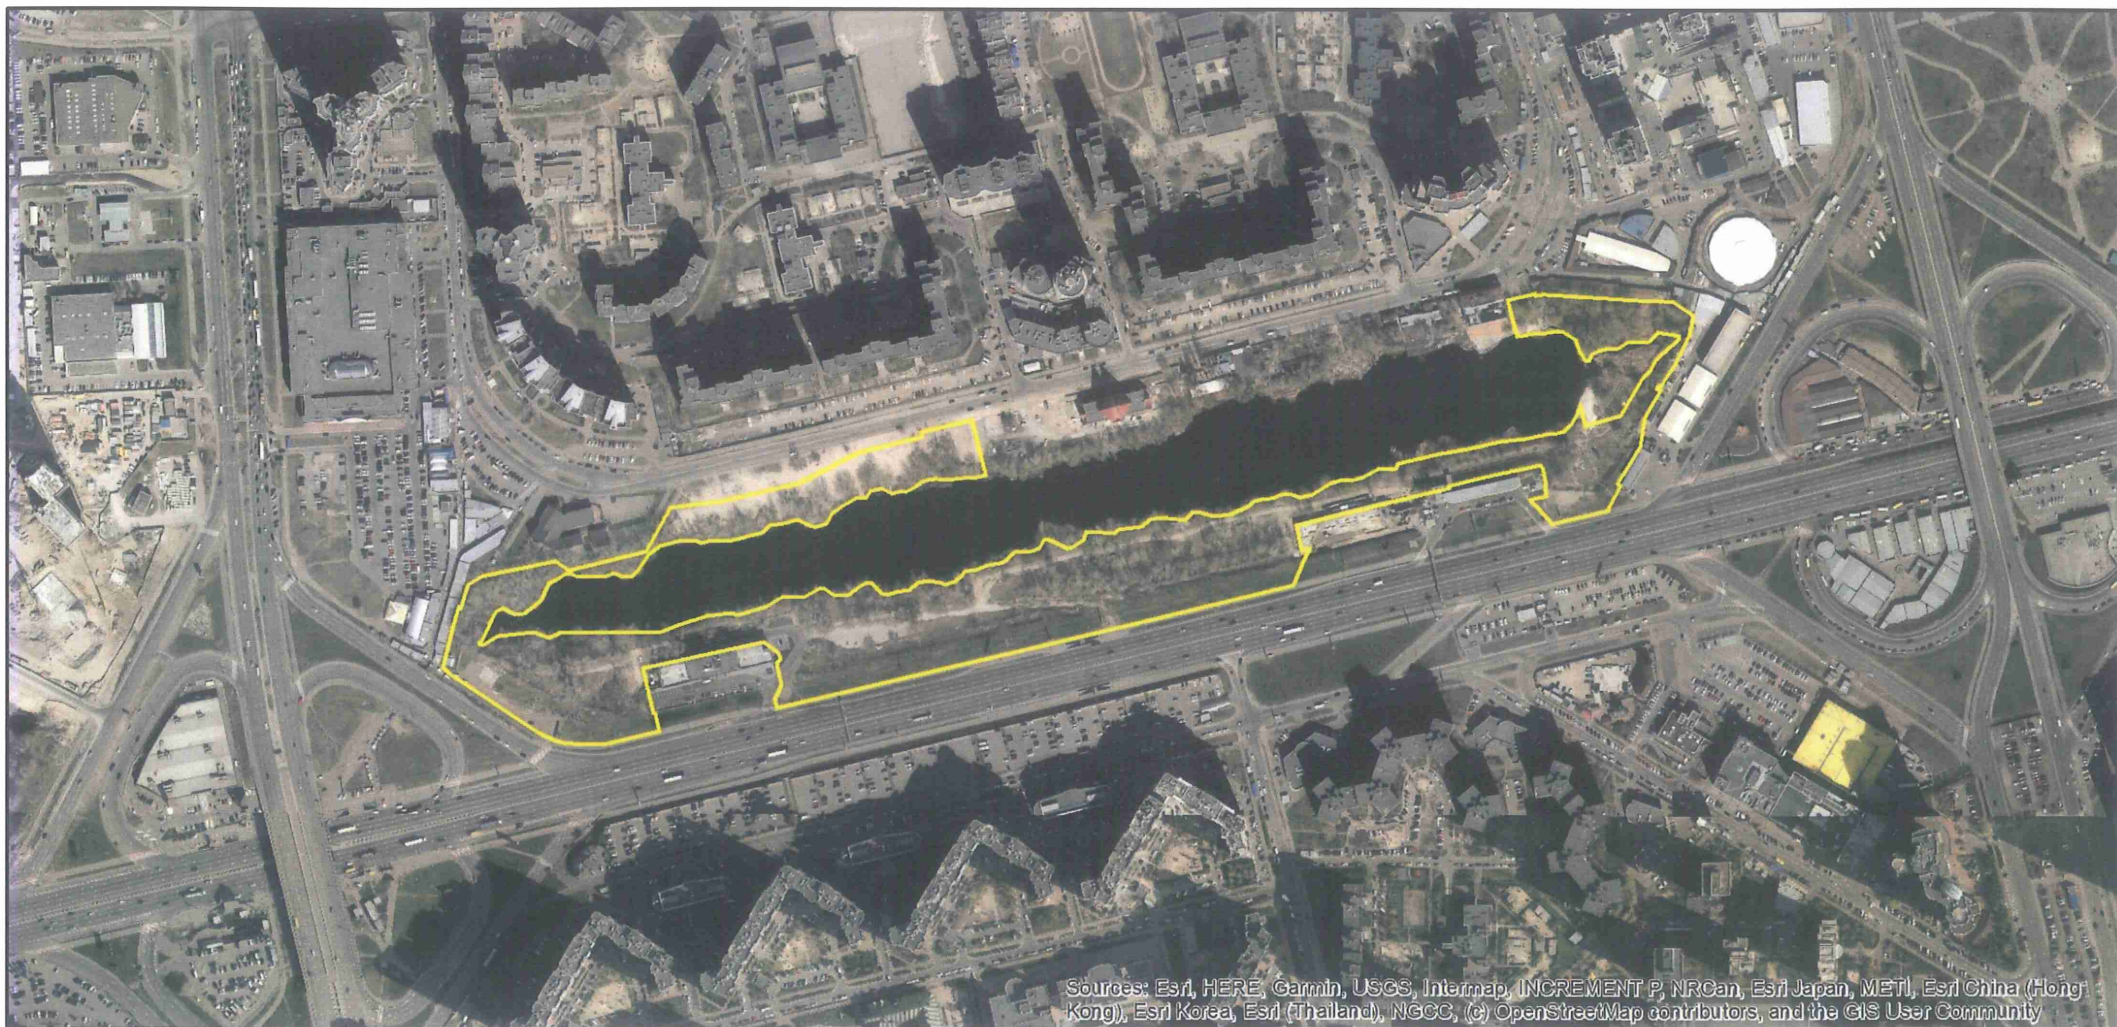 Sources: Esri, HERE, Garmin, USGS, Intermap, INCREMENT P, NRCan, Esri Japan, METI, Esri China (Hong
Kong), Esri Korea, Esri (Thailand), NGCC, (c) OpenStreetMap contributors, and the GIS User Community